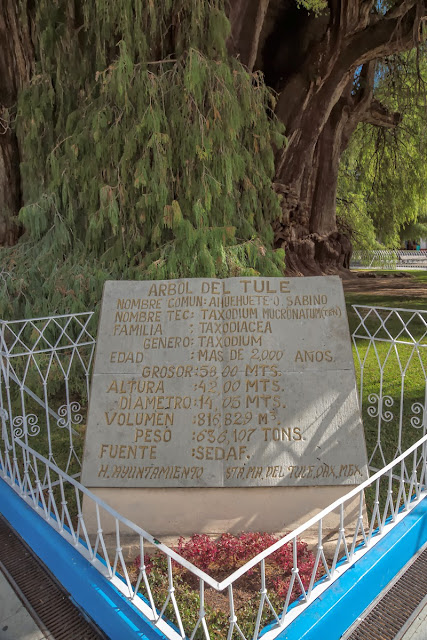 ARBOL DEL TULE
NOMBRE COMUN: AHUEHUETE O SABINO
NOMBRE TEC: TAXODIUM MUCRONATUM (TEN)
FAMILIA : TAXODIACEA
GENERO: TAXODIUM
EDAD : MAS DE 2,000 AÑOS.
GROSOR: 58.00 MTS.
ALTURA : 42.00 MTS.
DIAMETRO: 14.05 MTS.
VOLUMEN : 816.829 M³.
PESO : 636,107 TONS.
FUENTE : SEDAF.
H. AYUNTAMIENTO STA. MA. DEL TULE, OAX. MEX.